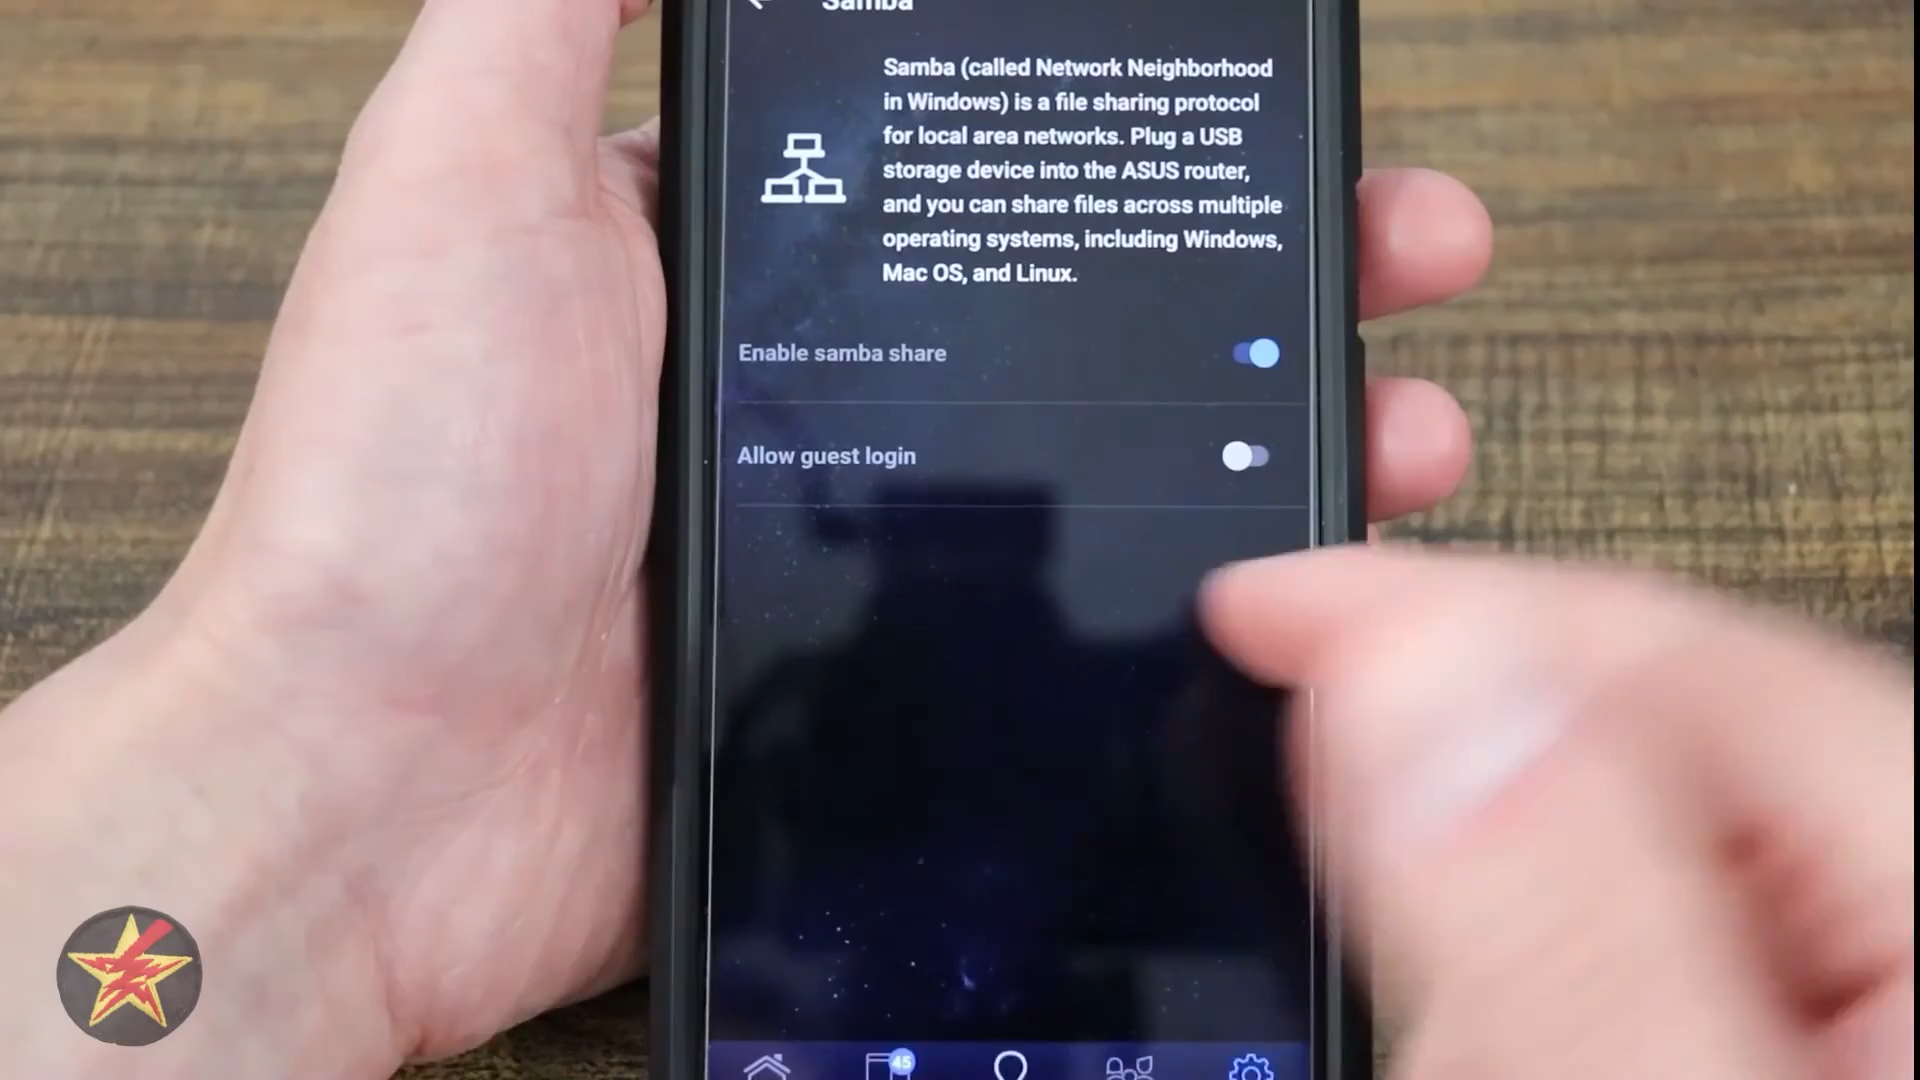 Samba
Samba (called Network Neighborhood
in Windows) is a file sharing protocol
for local area networks. Plug a USB
storage device into the ASUS router,
and you can share files across multiple
operating systems, including Windows,
Mac OS, and Linux.
Enable samba share
Allow guest login
45